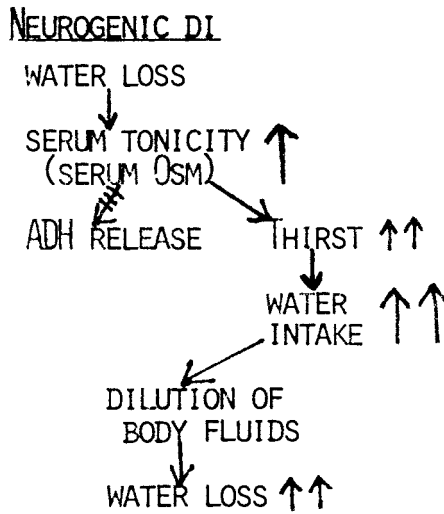 NEUROGENIC DI
WATER LOSS
SERUM TONICITY
(SERUM OSM)
ADH RELEASE THIRST
WATER
INTAKE
DILUTION OF
BODY FLUIDS
WATER LOSS